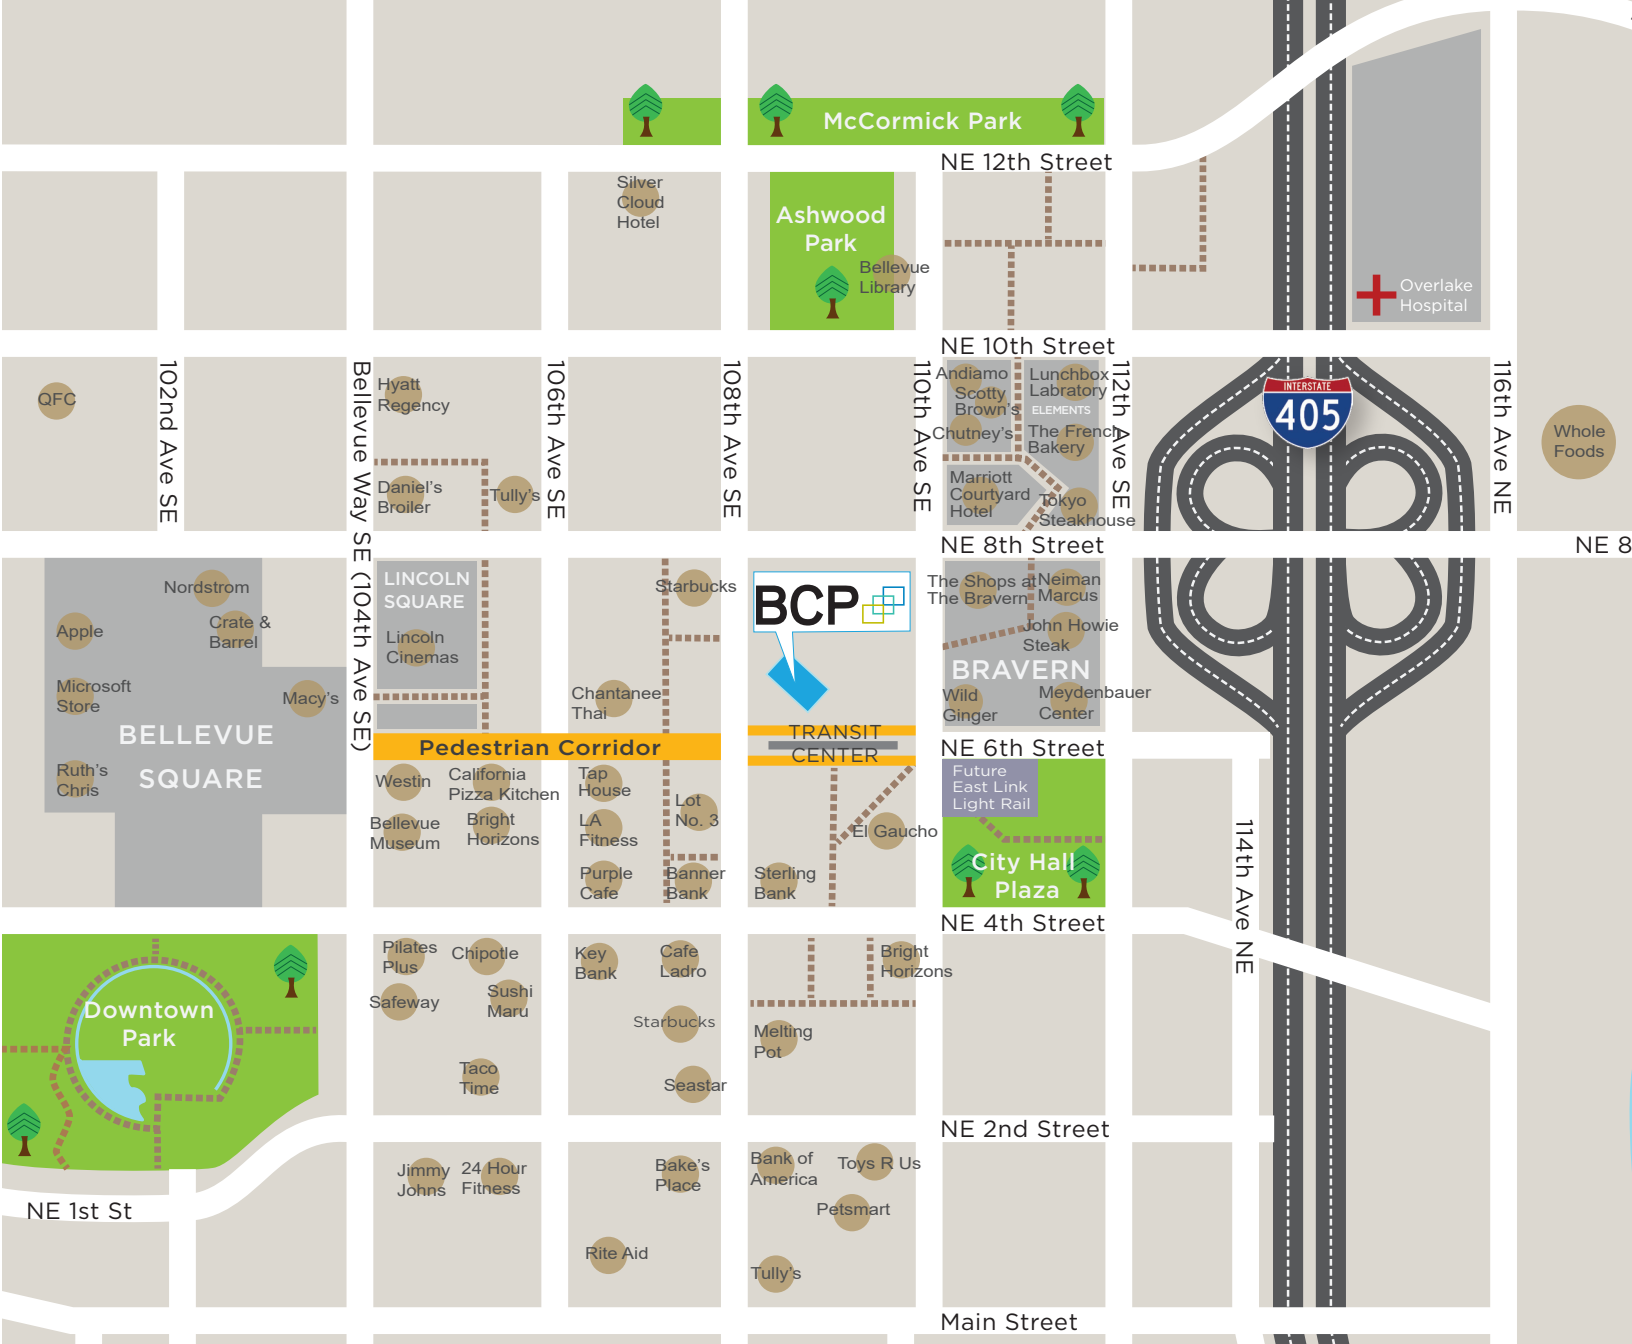 McCormick Park
NE 12th Street
Silver
Cloud
Hotel
Ashwood
Park
Bellevue
Library
Overlake
Hospital
NE 10th Street
QFC
102nd Ave SE
Bellevue Way SE (104th Ave SE)
Hyatt
Regency
106th Ave SE
108th Ave SE
110th Ave SE
Andiamo
Scotty
Brown's
Chutney's
Lunchbox
Labratory
ELEMENTS
The French
Bakery
112th Ave SE
INTERSTATE
405
116th Ave NE
Whole
Foods
Daniel's
Broiler
Tully's
Marriott
Courtyard
Hotel
Tokyo
Steakhouse
NE 8th Street
NE 8
Nordstrom
Apple
Crate &
Barrel
Microsoft
Store
Macy's
BELLEVUE
SQUARE
Ruth's
Chris
LINCOLN
SQUARE
Lincoln
Cinemas
Starbucks
Chantanee
Thai
BCP
The Shops at
The Bravern
Neiman
Marcus
John Howie
Steak
BRAVERN
Wild
Ginger
Meydenbauer
Center
Pedestrian Corridor
TRANSIT
CENTER
NE 6th Street
Westin
California
Pizza Kitchen
Tap
House
Lot
No. 3
Bellevue
Museum
Bright
Horizons
LA
Fitness
Purple
Cafe
Banner
Bank
Sterling
Bank
El Gaucho
Future
East Link
Light Rail
City Hall
Plaza
114th Ave NE
NE 4th Street
Pilates
Plus
Chipotle
Key
Bank
Cafe
Ladro
Bright
Horizons
Safeway
Sushi
Maru
Starbucks
Melting
Pot
Downtown
Park
Taco
Time
Seastar
NE 2nd Street
Jimmy
Johns
24 Hour
Fitness
Bake's
Place
Bank of
America
Toys R Us
Petsmart
NE 1st St
Rite Aid
Tully's
Main Street